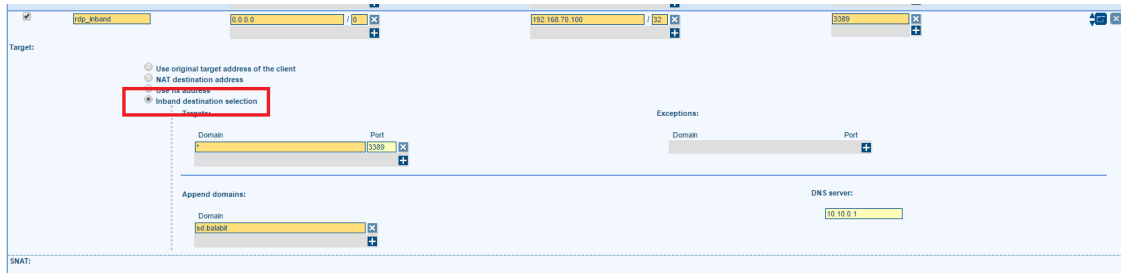 rdp_inband 0.0.0.0 / 0 192.168.70.100 / 32 3389
Target:
Use original target address of the client
NAT destination address
Use fix address
Inband destination selection
Targets: Exceptions:
Domain Port Domain Port
* 3389
Append domains: DNS server:
Domain 10.10.0.1
sd.balabit
SNAT: